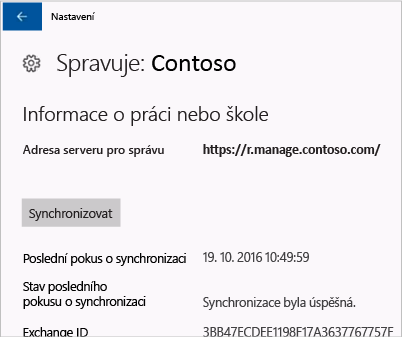 Nastavení
Spravuje: Contoso
Informace o práci nebo škole
Adresa serveru pro správu https://r.manage.contoso.com/
Synchronizovat
Poslední pokus o synchronizaci 19. 10. 2016 10:49:59
Stav posledního
pokusu o synchronizaci Synchronizace byla úspěšná.
Exchange ID 3BB47ECDEE1198F17A3637767757F